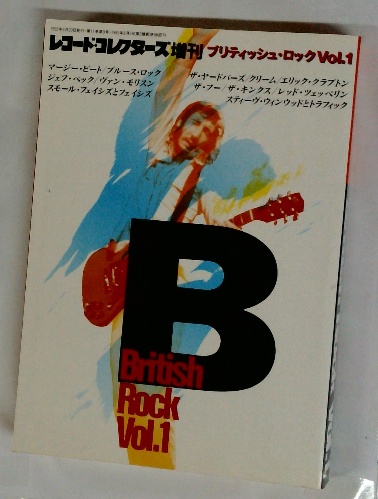 レコード・コレクターズ増刊 ブリティッシュ・ロックVol.1
マージー・ビート/ブルース・ロック
ジェフ・ベック/ヴァン・モリスン
スモール・フェイシズとフェイシズ
ザ・ヤードバーズ/クリーム/エリック・クラプトン
ザ・フー/ザ・キンクス/レッド・ツェッペリン
スティーヴ・ウィンウッドとトラフィック
B
British
Rock
Vol.1